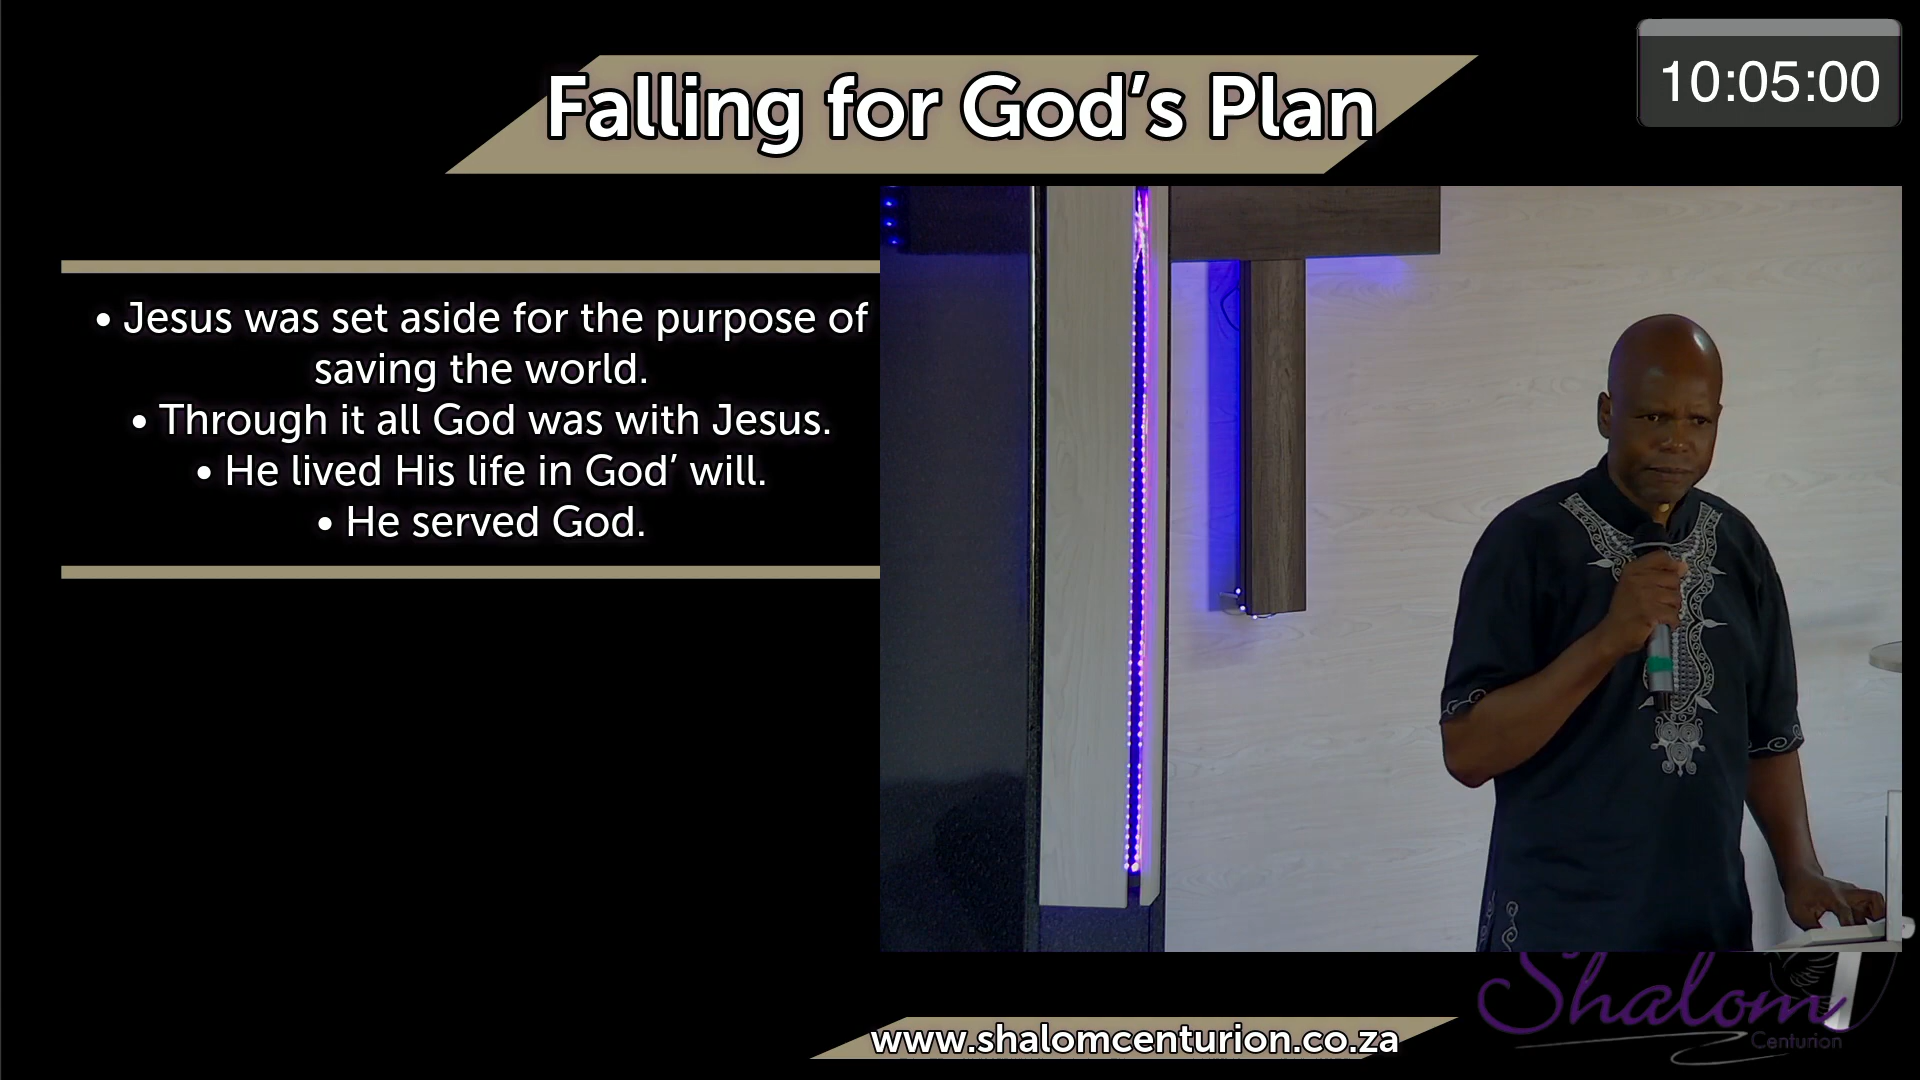 Falling for God’s Plan
10:05:00
• Jesus was set aside for the purpose of
saving the world.
• Through it all God was with Jesus.
• He lived His life in God’ will.
• He served God.
www.shalomcenturion.co.za
Shalom
Centurion